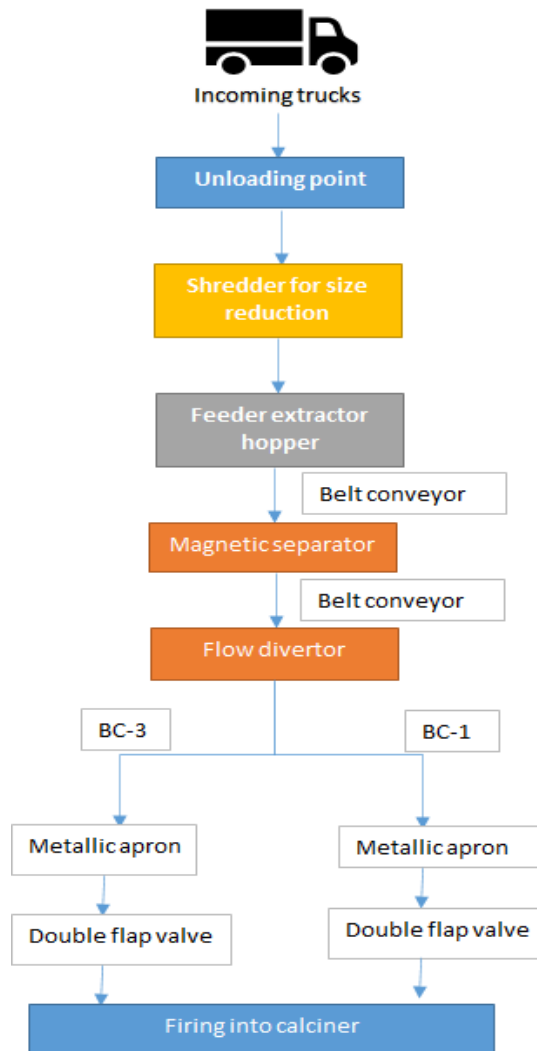 Incoming trucks
Unloading point
Shredder for size
reduction
Feeder extractor
hopper
Belt conveyor
Magnetic separator
Belt conveyor
Flow divertor
BC-3
BC-1
Metallic apron
Metallic apron
Double flap valve
Double flap valve
Firing into calciner